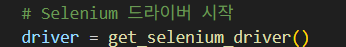 # Selenium 드라이버 시작
driver = get_selenium_driver()